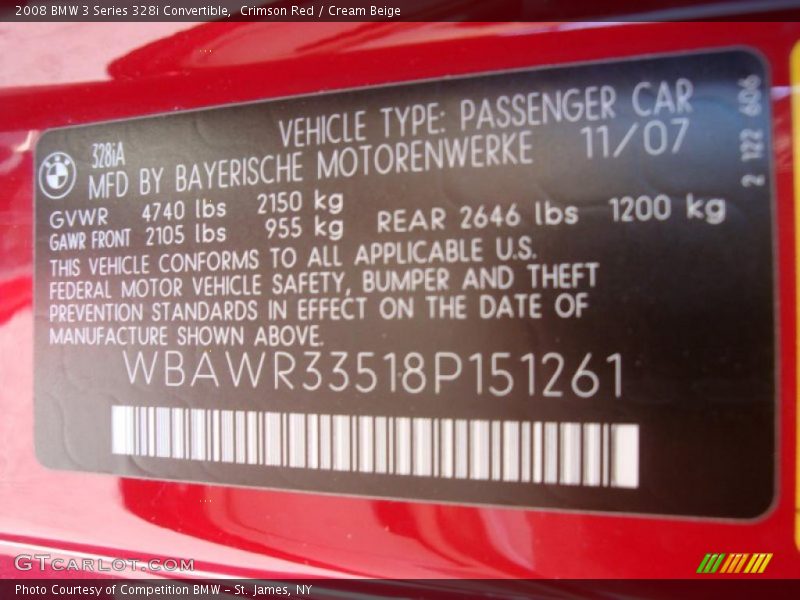 2008 BMW 3 Series 328i Convertible,  Crimson Red / Cream Beige
328iA
VEHICLE TYPE: PASSENGER CAR
MFD BY BAYERISCHE MOTORENWERKE 11/07
GVWR 4740 lbs 2150 kg
GAWR FRONT 2105 lbs 955 kg REAR 2646 lbs 1200 kg
THIS VEHICLE CONFORMS TO ALL APPLICABLE U.S.
FEDERAL MOTOR VEHICLE SAFETY, BUMPER AND THEFT
PREVENTION STANDARDS IN EFFECT ON THE DATE OF
MANUFACTURE SHOWN ABOVE.
WBAWR33518P151261
2 122 606
BMW
GTCARLOT.COM
Photo Courtesy of Competition BMW – St. James, NY